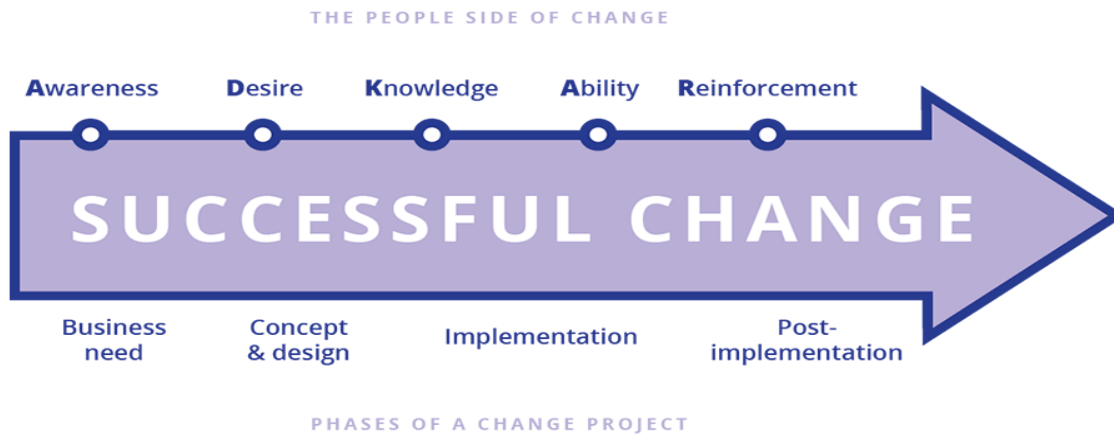 THE PEOPLE SIDE OF CHANGE
Awareness Desire Knowledge Ability Reinforcement
SUCCESSFUL CHANGE
Business need
Concept & design
Implementation
Post-implementation
PHASES OF A CHANGE PROJECT